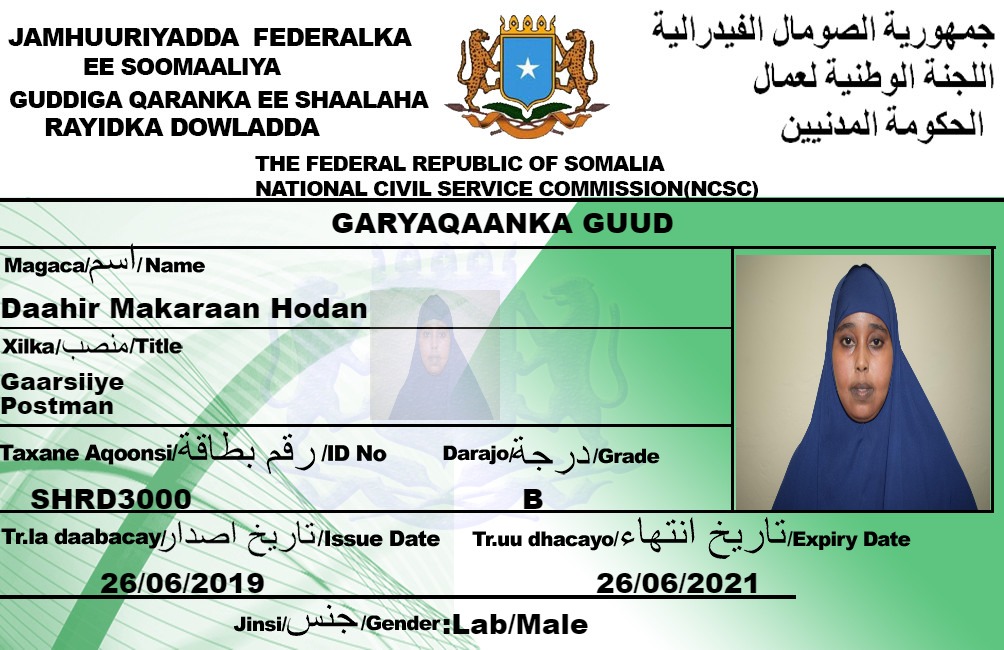 JAMHUURIYADDA FEDERALKA
EE SOOMAALIYA
GUDDIGA QARANKA EE SHAALAHA
RAYIDKA DOWLADDA
جمهورية الصومال الفيدرالية
اللجنة الوطنية لعمال
الحكومة المدنيين
THE FEDERAL REPUBLIC OF SOMALIA
NATIONAL CIVIL SERVICE COMMISSION(NCSC)
GARYAQAANKA GUUD
Magaca/اسم/Name
Daahir Makaraan Hodan
Xilka/منصب/Title
Gaarsiiye
Postman
Taxane Aqoonsi/رقم بطاقة/ID No Darajo/درجة/Grade
SHRD3000 B
Tr.la daabacay/تاريخ اصدار/Issue Date Tr.uu dhacayo/تاريخ انتهاء/Expiry Date
26/06/2019 26/06/2021
Jinsi/جنس/Gender:Lab/Male